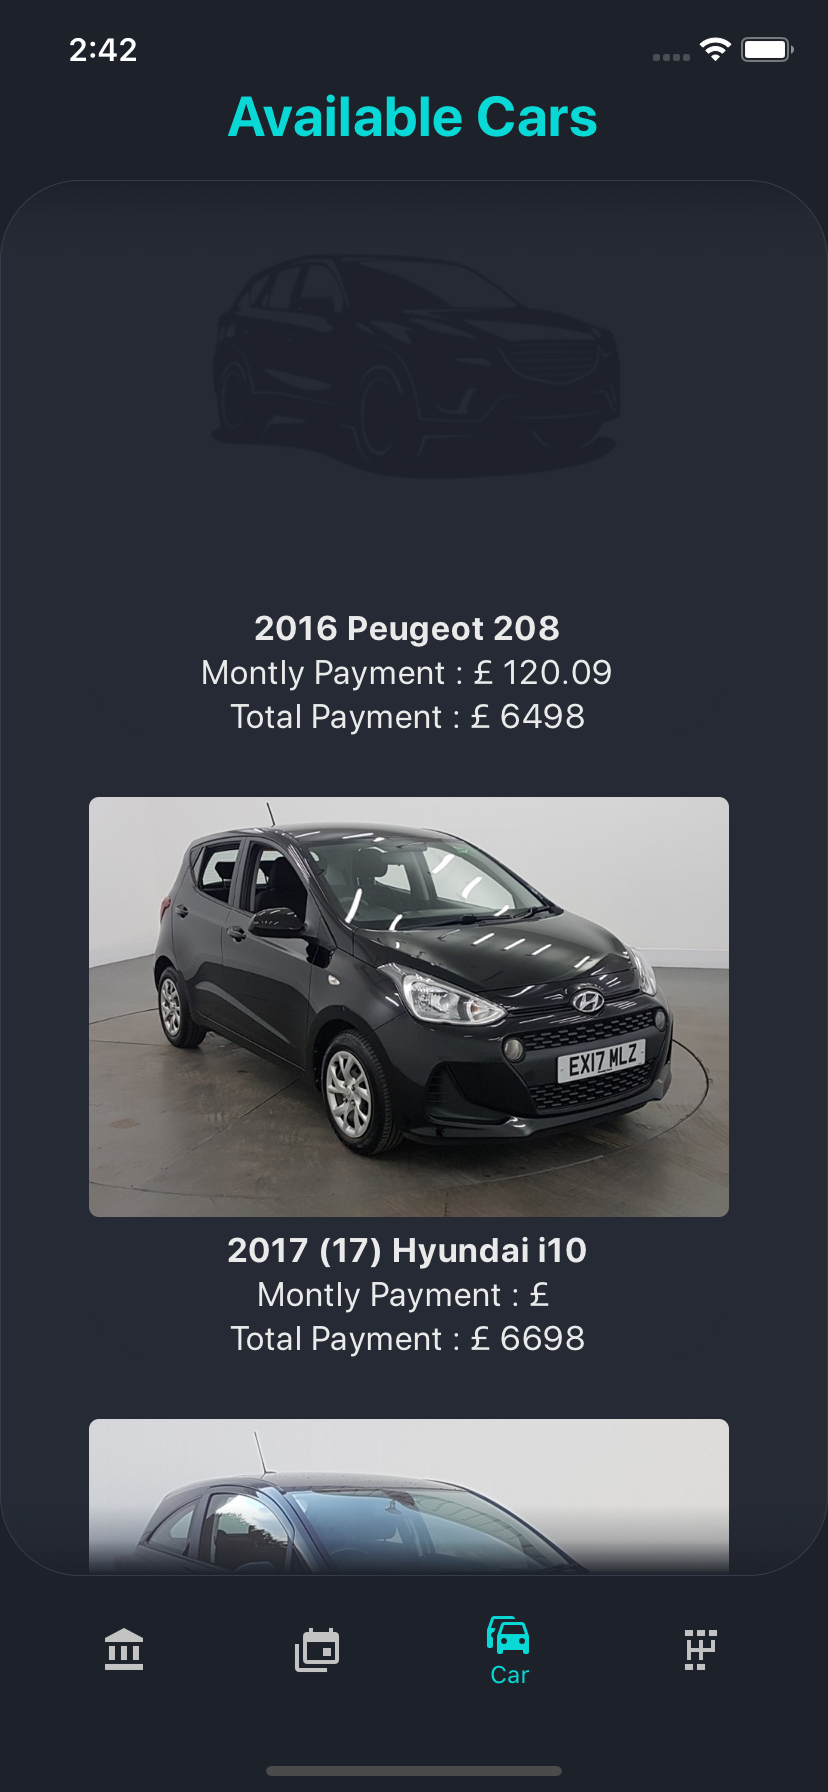 2:42
Available Cars
2016 Peugeot 208
Montly Payment : £ 120.09
Total Payment : £ 6498
EX17 MLZ
2017 (17) Hyundai i10
Montly Payment : £
Total Payment : £ 6698
Car